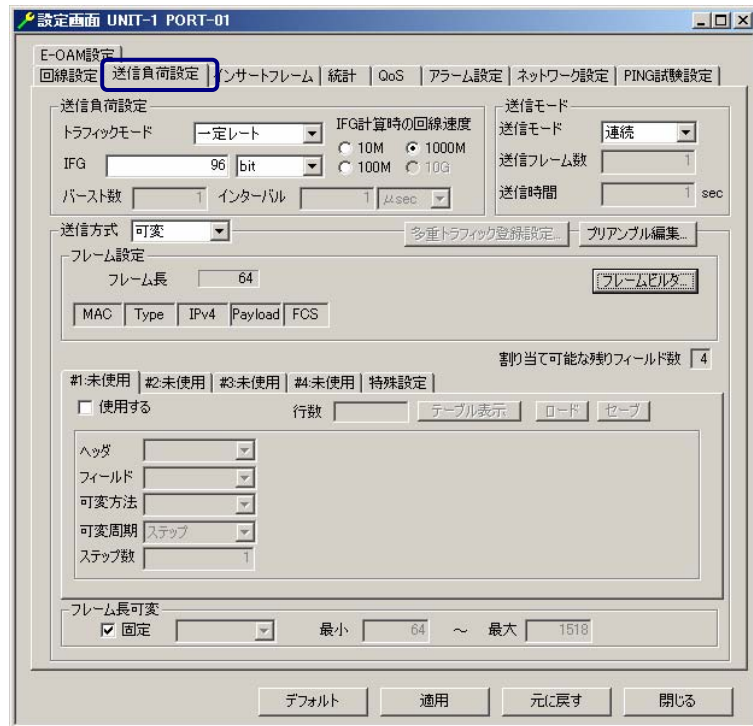 設定画面 UNIT-1 PORT-01
E-OAM設定
回線設定 送信負荷設定 インサートフレーム 統計 QoS アラーム設定 ネットワーク設定 PING試験設定
送信負荷設定 送信モード
トラフィックモード 一定レート IFG計算時の回線速度 送信モード 連続
10M 1000M
IFG 96 bit 100M 10G 送信フレーム数 1
バースト数 1 インターバル 1 μsec 送信時間 1 sec
送信方式 可変 多重トラフィック登録設定... プリアンブル編集...
フレーム設定
フレーム長 64 フレームビルダ...
MAC Type IPv4 Payload FCS
割り当て可能な残りフィールド数 4
#1:未使用 #2:未使用 #3:未使用 #4:未使用 特殊設定
使用する 行数 テーブル表示 ロード セーブ
ヘッダ
フィールド
可変方法
可変周期 ステップ
ステップ数 1
フレーム長可変
固定 最小 64 ～ 最大 1518
デフォルト 適用 元に戻す 閉じる